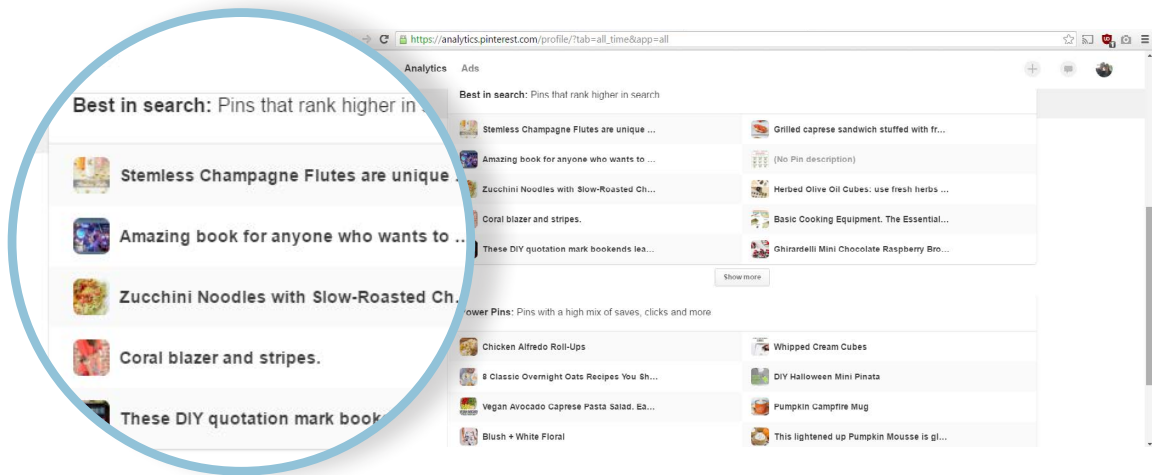 https://analytics.pinterest.com/profile/?tab=all_time&app=all
Analytics Ads
Best in search: Pins that rank higher in search
Stemless Champagne Flutes are unique ...
Grilled caprese sandwich stuffed with fr...
Amazing book for anyone who wants to ...
(No Pin description)
Zucchini Noodles with Slow-Roasted Ch...
Herbed Olive Oil Cubes: use fresh herbs ...
Coral blazer and stripes.
Basic Cooking Equipment. The Essential...
These DIY quotation mark bookends lea...
Ghirardelli Mini Chocolate Raspberry Bro...
Show more
Power Pins: Pins with a high mix of saves, clicks and more
Chicken Alfredo Roll-Ups
Whipped Cream Cubes
8 Classic Overnight Oats Recipes You Sh...
DIY Halloween Mini Pinata
Vegan Avocado Caprese Pasta Salad. Ea...
Pumpkin Campfire Mug
Blush + White Floral
This lightened up Pumpkin Mousse is gl...
Best in search: Pins that rank higher in
Stemless Champagne Flutes are unique
Amazing book for anyone who wants to ..
Zucchini Noodles with Slow-Roasted Ch.
Coral blazer and stripes.
These DIY quotation mark book